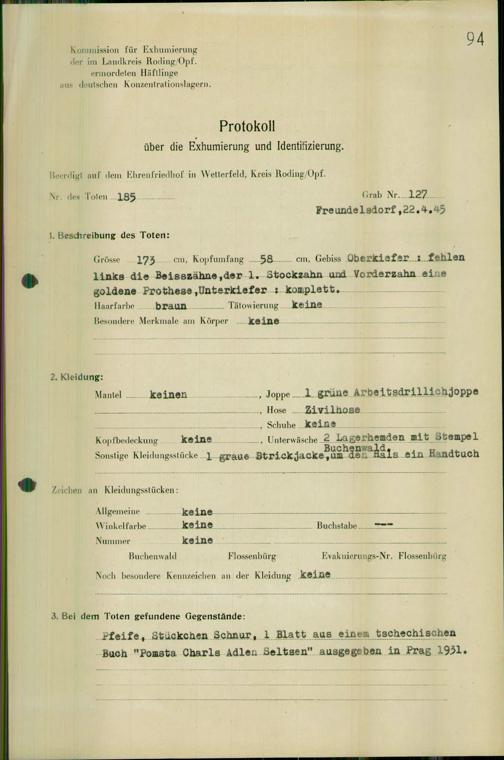 94
Kommission für Exhumierung
der im Landkreis Roding/Opf.
ermordeten Häftlinge
aus deutschen Konzentrationslagern.
Protokoll
über die Exhumierung und Identifizierung.
Beerdigt auf dem Ehrenfriedhof in Wetterfeld, Kreis Roding/Opf.
Nr. des Toten 185 Grab Nr. 127
Freundelsdorf,22.4.45
1. Beschreibung des Toten:
Grösse 173 cm, Kopfumfang 58 cm, Gebiss Oberkiefer : fehlen
links die Beisszähne,der 1. Stockzahn und Vorderzahn eine
goldene Prothese,Unterkiefer : komplett.
Haarfarbe braun Tätowierung keine
Besondere Merkmale am Körper keine
2. Kleidung:
Mantel keinen , Joppe 1 grüne Arbeitsdrillichjoppe
, Hose Zivilhose
, Schuhe keine
Kopfbedeckung keine , Unterwäsche 2 Lagerhemden mit Stempel
Buchenwald.
Sonstige Kleidungsstücke 1 graue Strickjacke,um den Hals ein Handtuch
Zeichen an Kleidungsstücken:
Allgemeine keine
Winkelfarbe keine Buchstabe ---
Nummer keine
Buchenwald Flossenbürg Evakuierungs-Nr. Flossenbürg
Noch besondere Kennzeichen an der Kleidung keine
3. Bei dem Toten gefundene Gegenstände:
Pfeife, Stückchen Schnur, 1 Blatt aus einem tschechischen
Buch "Pomsta Charls Adlen Seltsen" ausgegeben in Prag 1931.